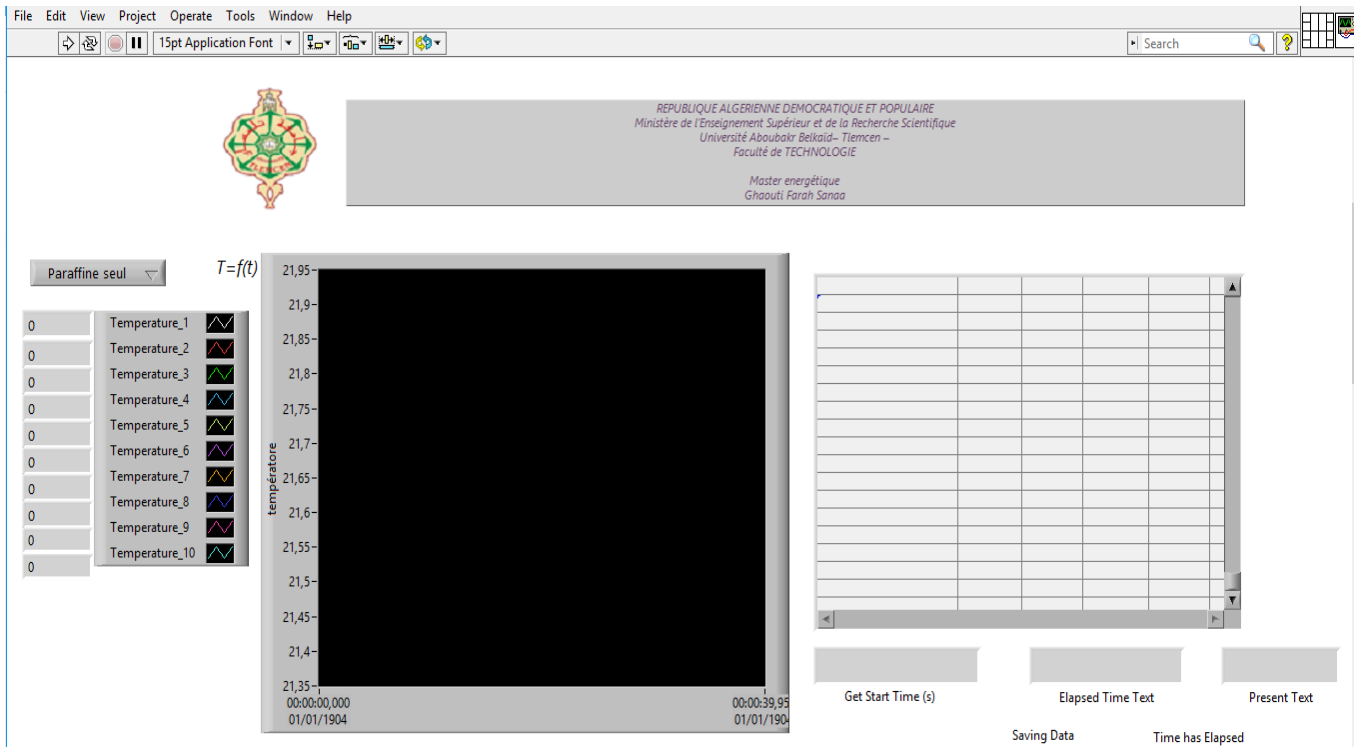 File Edit View Project Operate Tools Window Help
15pt Application Font
Search
REPUBLIQUE ALGERIENNE DEMOCRATIQUE ET POPULAIRE
Ministère de l'Enseignement Supérieur et de la Recherche Scientifique
Université Aboubakr Belkaïd– Tlemcen –
Faculté de TECHNOLOGIE
Master energétique
Ghaouti Farah Sanaa
TLEMCEN
Paraffine seul
T=f(t)
0 Temperature_1
0 Temperature_2
0 Temperature_3
0 Temperature_4
0 Temperature_5
0 Temperature_6
0 Temperature_7
0 Temperature_8
0 Temperature_9
0 Temperature_10
températore
21,95
21,9
21,85
21,8
21,75
21,7
21,65
21,6
21,55
21,5
21,45
21,4
21,35
00:00:00,000
01/01/1904
00:00:39,95
01/01/190
Get Start Time (s)
Elapsed Time Text
Present Text
Saving Data
Time has Elapsed